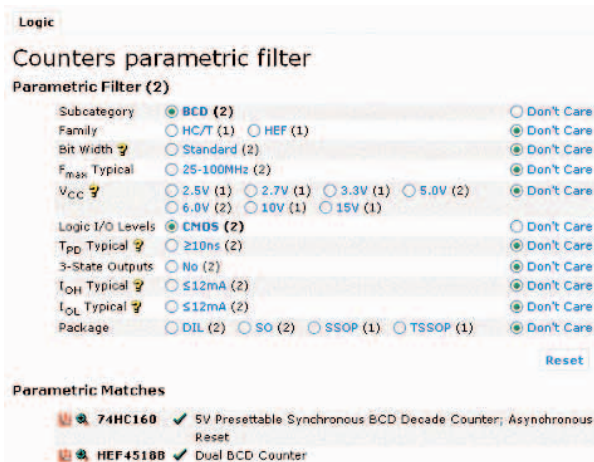 Logic
Counters parametric filter
Parametric Filter (2)
Subcategory BCD (2) Don't Care
Family HC/T (1) HEF (1) Don't Care
Bit Width Standard (2) Don't Care
Fmax Typical 25-100MHz (2) Don't Care
VCC 2.5V (1) 2.7V (1) 3.3V (1) 5.0V (2) Don't Care
6.0V (2) 10V (1) 15V (1)
Logic I/O Levels CMOS (2) Don't Care
TPD Typical ≥10ns (2) Don't Care
3-State Outputs No (2) Don't Care
IOH Typical ≤12mA (2) Don't Care
IOL Typical ≤12mA (2) Don't Care
Package DIL (2) SO (2) SSOP (1) TSSOP (1) Don't Care
Reset
Parametric Matches
74HC160 5V Presettable Synchronous BCD Decade Counter; Asynchronous
Reset
HEF4518B Dual BCD Counter